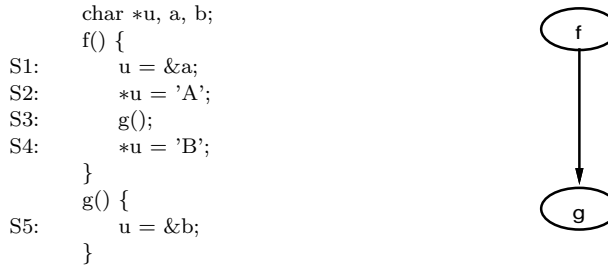 char *u, a, b;
f() {
S1: u = &a;
S2: *u = ’A’;
S3: g();
S4: *u = ’B’;
}
g() {
S5: u = &b;
}
f
g